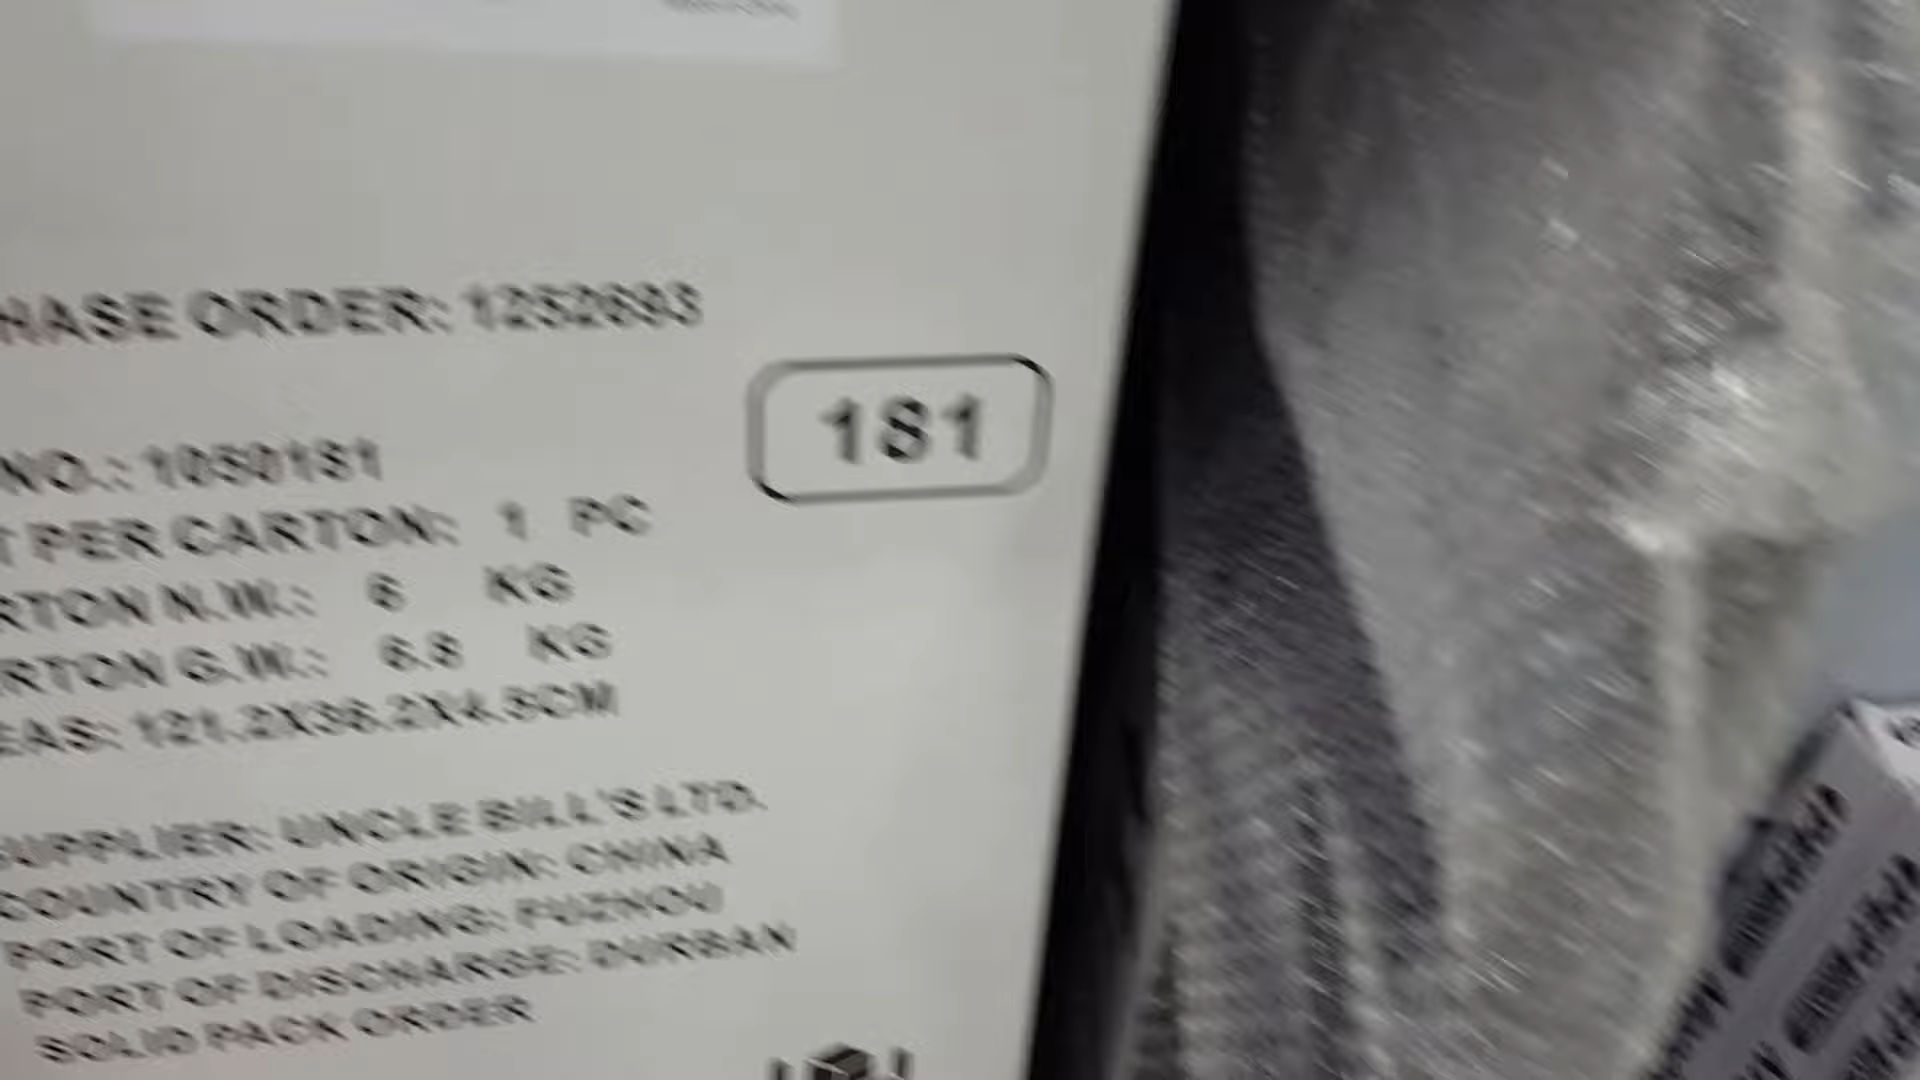 HASE ORDER: 1252693
181
NO.: 1050181
T PER CARTON: 1 PC
RTON N.W.: 6 KG
RTON G.W.: 6.8 KG
EAS: 121.2X36.2X4.8CM
SUPPLIER: UNCLE BILL'S LTD.
COUNTRY OF ORIGIN: CHINA
PORT OF LOADING: FUZHOU
PORT OF DISCHARGE: DURBAN
SOLID PACK ORDER